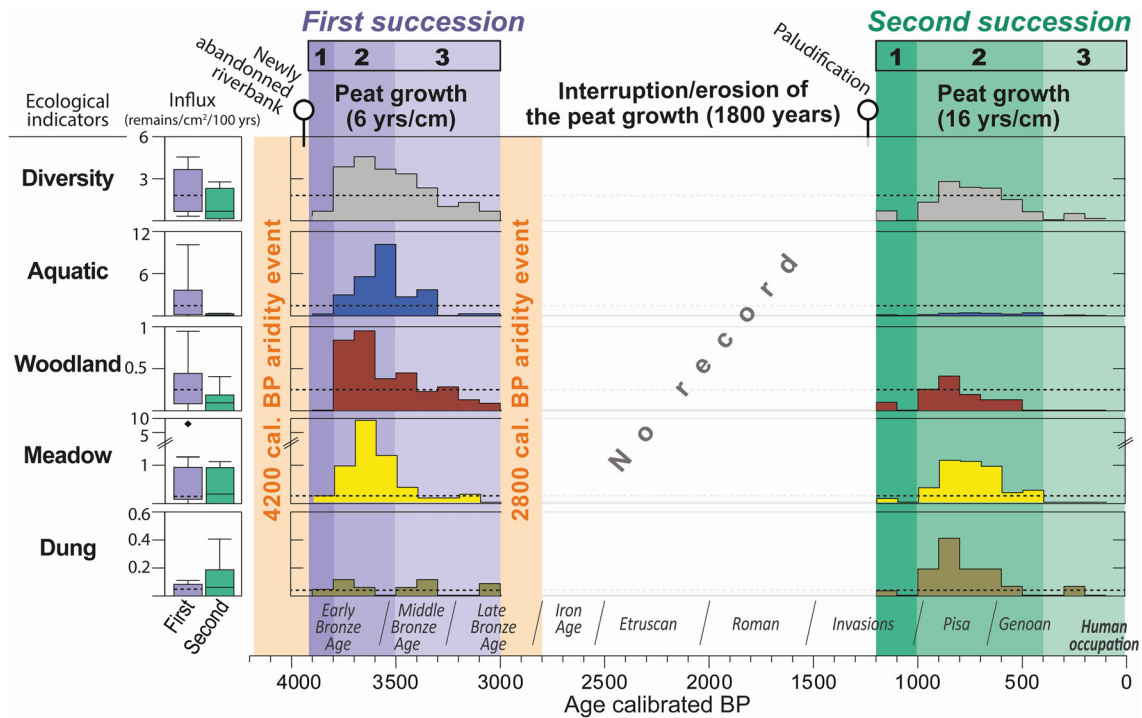 First succession
Second succession
1 2 3
1 2 3
Newly
abandonned
riverbank
Paludification
Ecological
indicators
Influx
(remains/cm²/100 yrs)
Peat growth
(6 yrs/cm)
Interruption/erosion of
the peat growth (1800 years)
Peat growth
(16 yrs/cm)
Diversity
6
3
Aquatic
12
6
Woodland
1
0.5
Meadow
10
5
1
Dung
0.6
0.4
0.2
4200 cal. BP aridity event
2800 cal. BP aridity event
No record
First
Second
Early
Bronze
Age
Middle
Bronze
Age
Late
Bronze
Age
Iron
Age
Etruscan
Roman
Invasions
Pisa
Genoan
Human
occupation
4000 3500 3000 2500 2000 1500 1000 500 0
Age calibrated BP